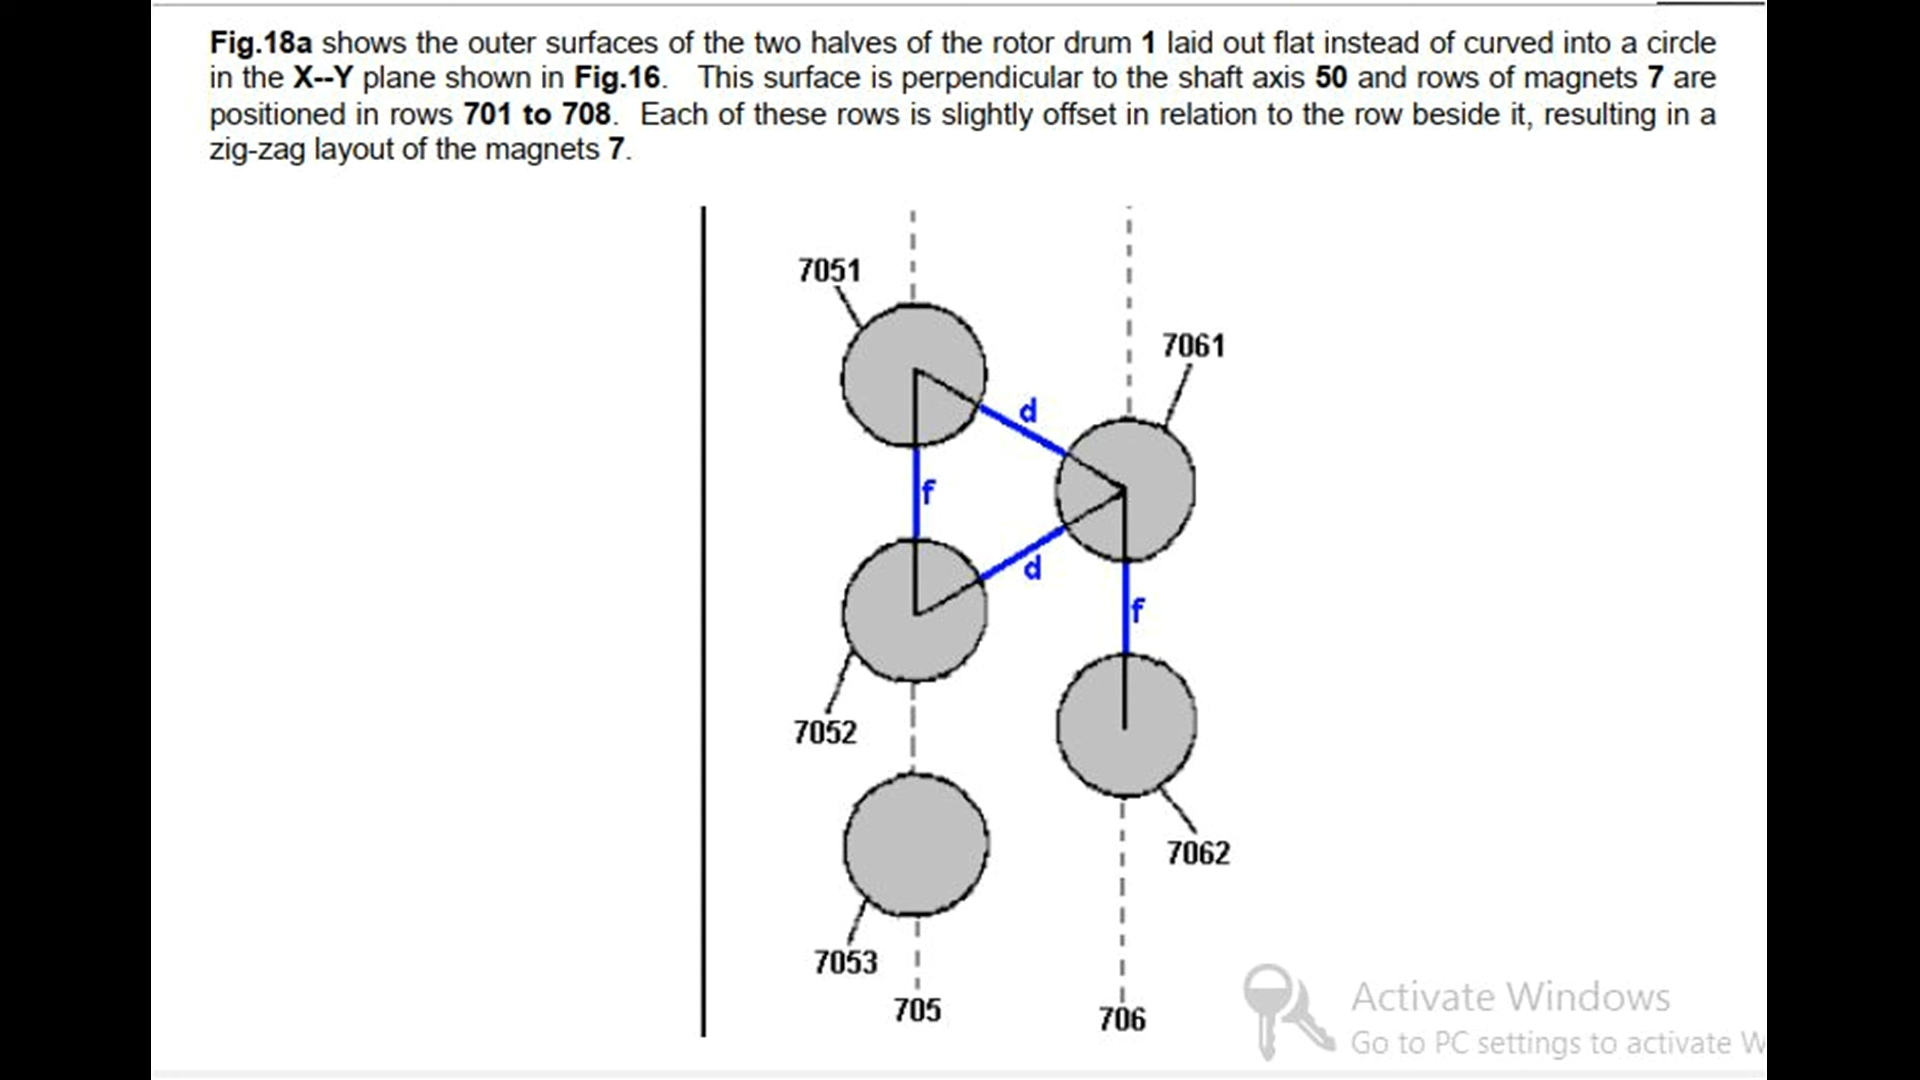 Fig.18a shows the outer surfaces of the two halves of the rotor drum 1 laid out flat instead of curved into a circle
in the X--Y plane shown in Fig.16. This surface is perpendicular to the shaft axis 50 and rows of magnets 7 are
positioned in rows 701 to 708. Each of these rows is slightly offset in relation to the row beside it, resulting in a
zig-zag layout of the magnets 7.
7051
7061
d
f
d
f
7052
7062
7053
705
706
Activate Windows
Go to PC settings to activate W